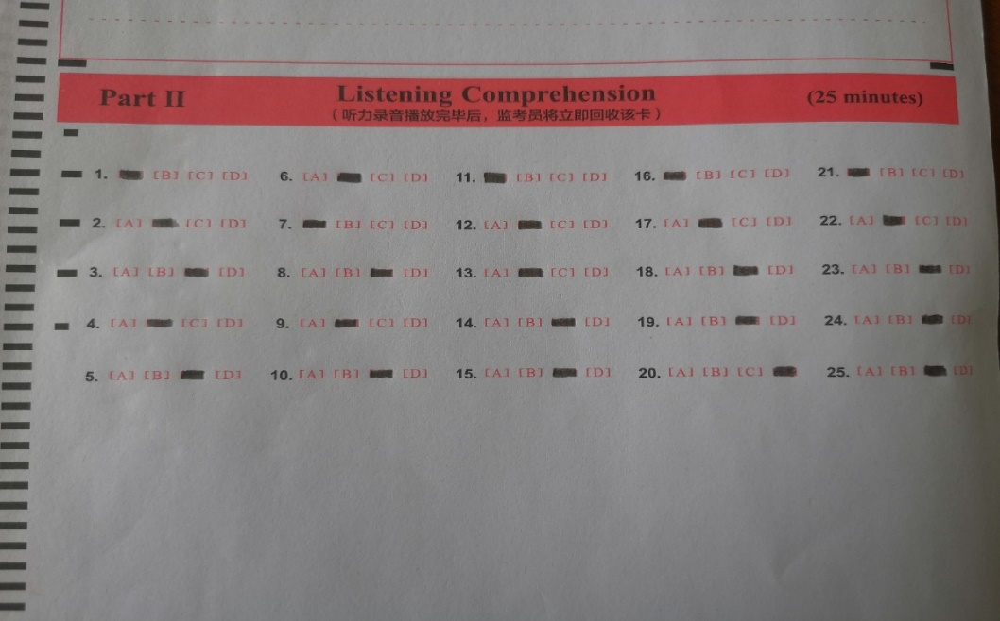 Part II Listening Comprehension (25 minutes)
（听力录音播放完毕后，监考员将立即回收该卡）
1. [B] [C] [D] 6. [A] [C] [D] 11. [B] [C] [D] 16. [B] [C] [D] 21. [B] [C] [D]
2. [A] [C] [D] 7. [B] [C] [D] 12. [A] [C] [D] 17. [A] [C] [D] 22. [A] [C] [D]
3. [A] [B] [D] 8. [A] [B] [D] 13. [A] [C] [D] 18. [A] [B] [D] 23. [A] [B] [D]
4. [A] [C] [D] 9. [A] [C] [D] 14. [A] [B] [D] 19. [A] [B] [D] 24. [A] [B] [D]
5. [A] [B] [D] 10. [A] [B] [D] 15. [A] [B] [D] 20. [A] [B] [C] 25. [A] [B] [D]